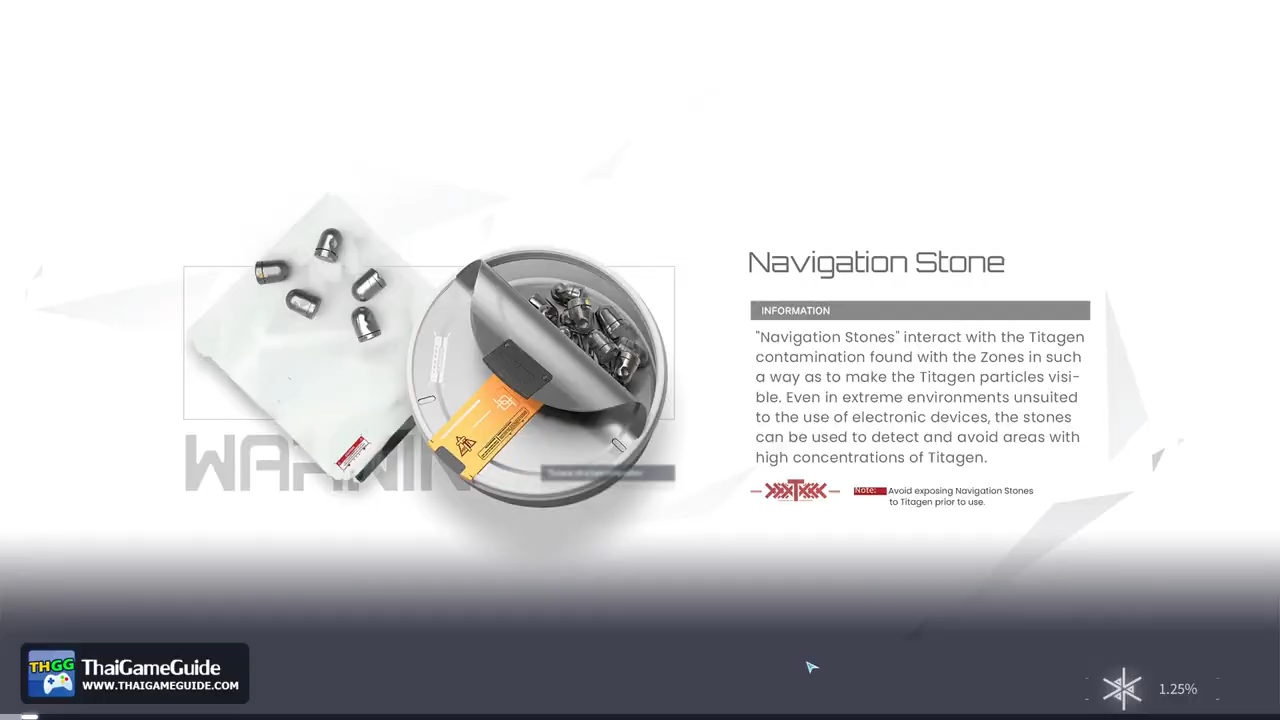 Navigation Stone
INFORMATION
"Navigation Stones" interact with the Titagen
contamination found with the Zones in such
a way as to make the Titagen particles visi-
ble. Even in extreme environments unsuited
to the use of electronic devices, the stones
can be used to detect and avoid areas with
high concentrations of Titagen.
Note: Avoid exposing Navigation Stones
to Titagen prior to use.
WARNIN
THGG ThaiGameGuide
WWW.THAIGAMEGUIDE.COM
1.25%